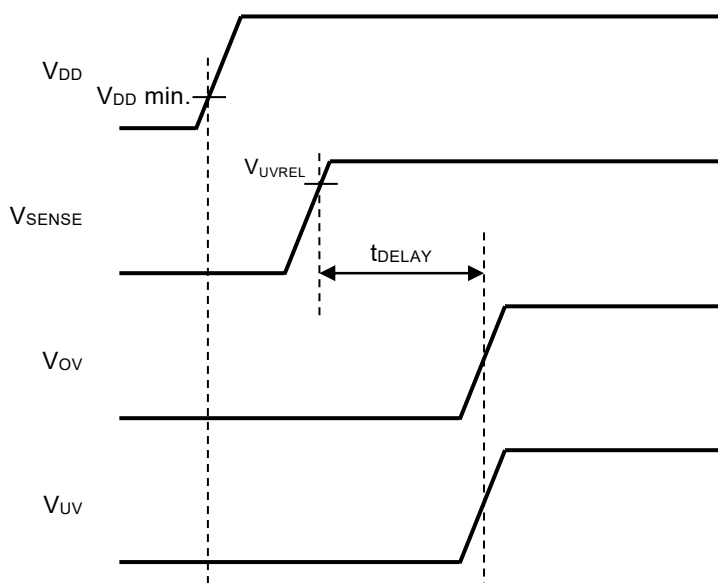 VDD
VDD min.
VUVREL
VSENSE
tDELAY
VOV
VUV